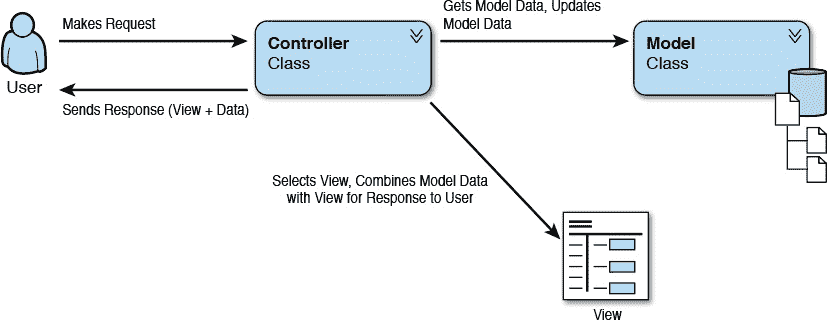 Makes Request
Gets Model Data, Updates
Model Data
Controller
Class
Model
Class
User
Sends Response (View + Data)
Selects View, Combines Model Data
with View for Response to User
View